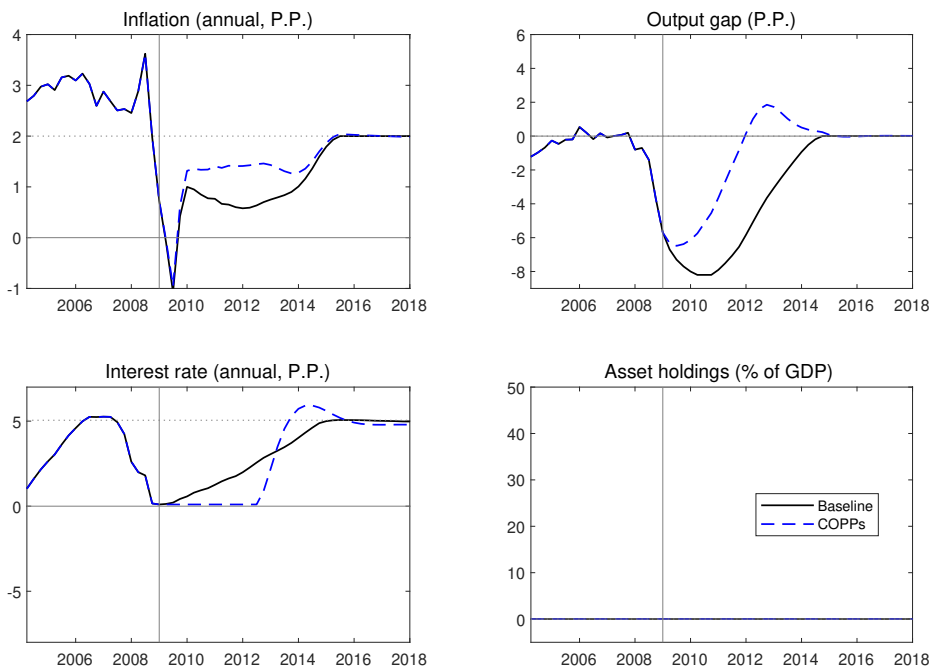 Inflation (annual, P.P.)
4
3
2
1
0
-1
2006 2008 2010 2012 2014 2016 2018
Output gap (P.P.)
6
4
2
0
-2
-4
-6
-8
2006 2008 2010 2012 2014 2016 2018
Interest rate (annual, P.P.)
5
0
-5
2006 2008 2010 2012 2014 2016 2018
Asset holdings (% of GDP)
50
40
30
20
10
0
Baseline
COPPs
2006 2008 2010 2012 2014 2016 2018